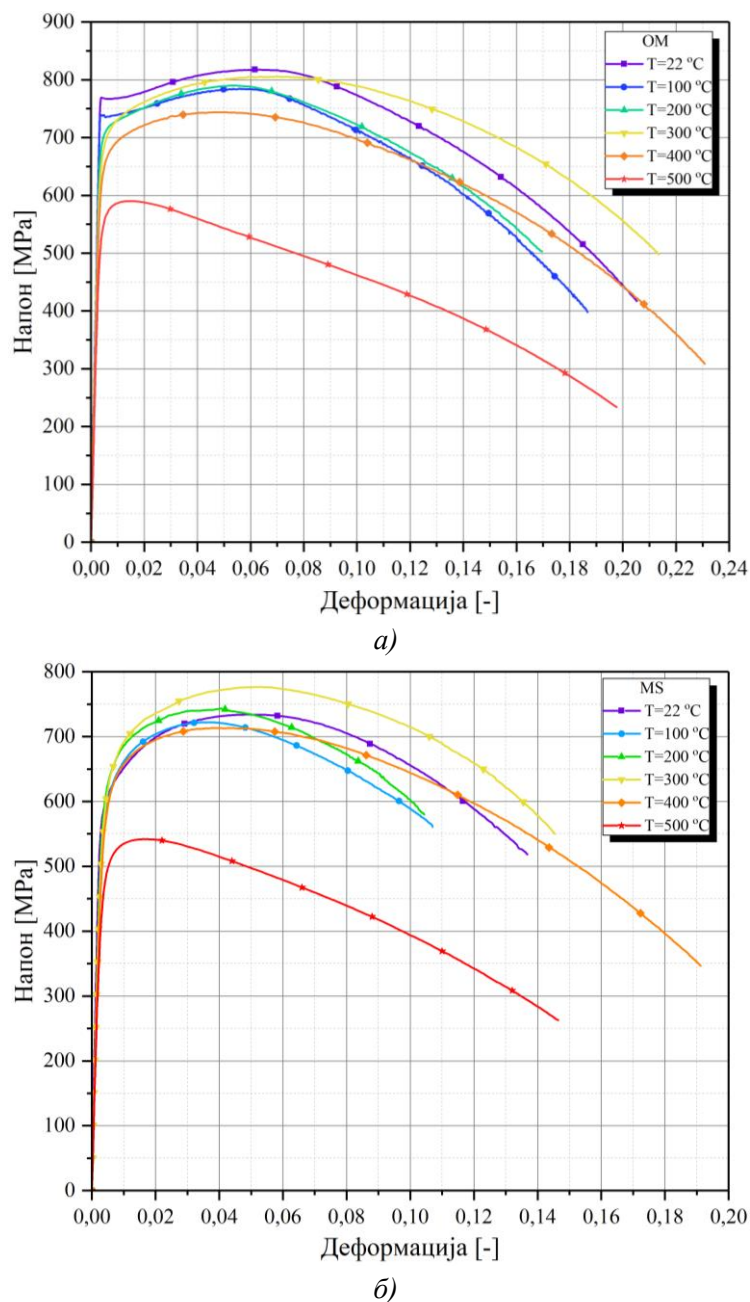 900
800
700
600
500
400
300
200
100
0
Напон [MPa]
OM
T=22 ºC
T=100 ºC
T=200 ºC
T=300 ºC
T=400 ºC
T=500 ºC
0,00 0,02 0,04 0,06 0,08 0,10 0,12 0,14 0,16 0,18 0,20 0,22 0,24
Деформација [-]
а)
800
700
600
500
400
300
200
100
0
Напон [MPa]
MS
T=22 ºC
T=100 ºC
T=200 ºC
T=300 ºC
T=400 ºC
T=500 ºC
0,00 0,02 0,04 0,06 0,08 0,10 0,12 0,14 0,16 0,18 0,20
Деформација [-]
б)